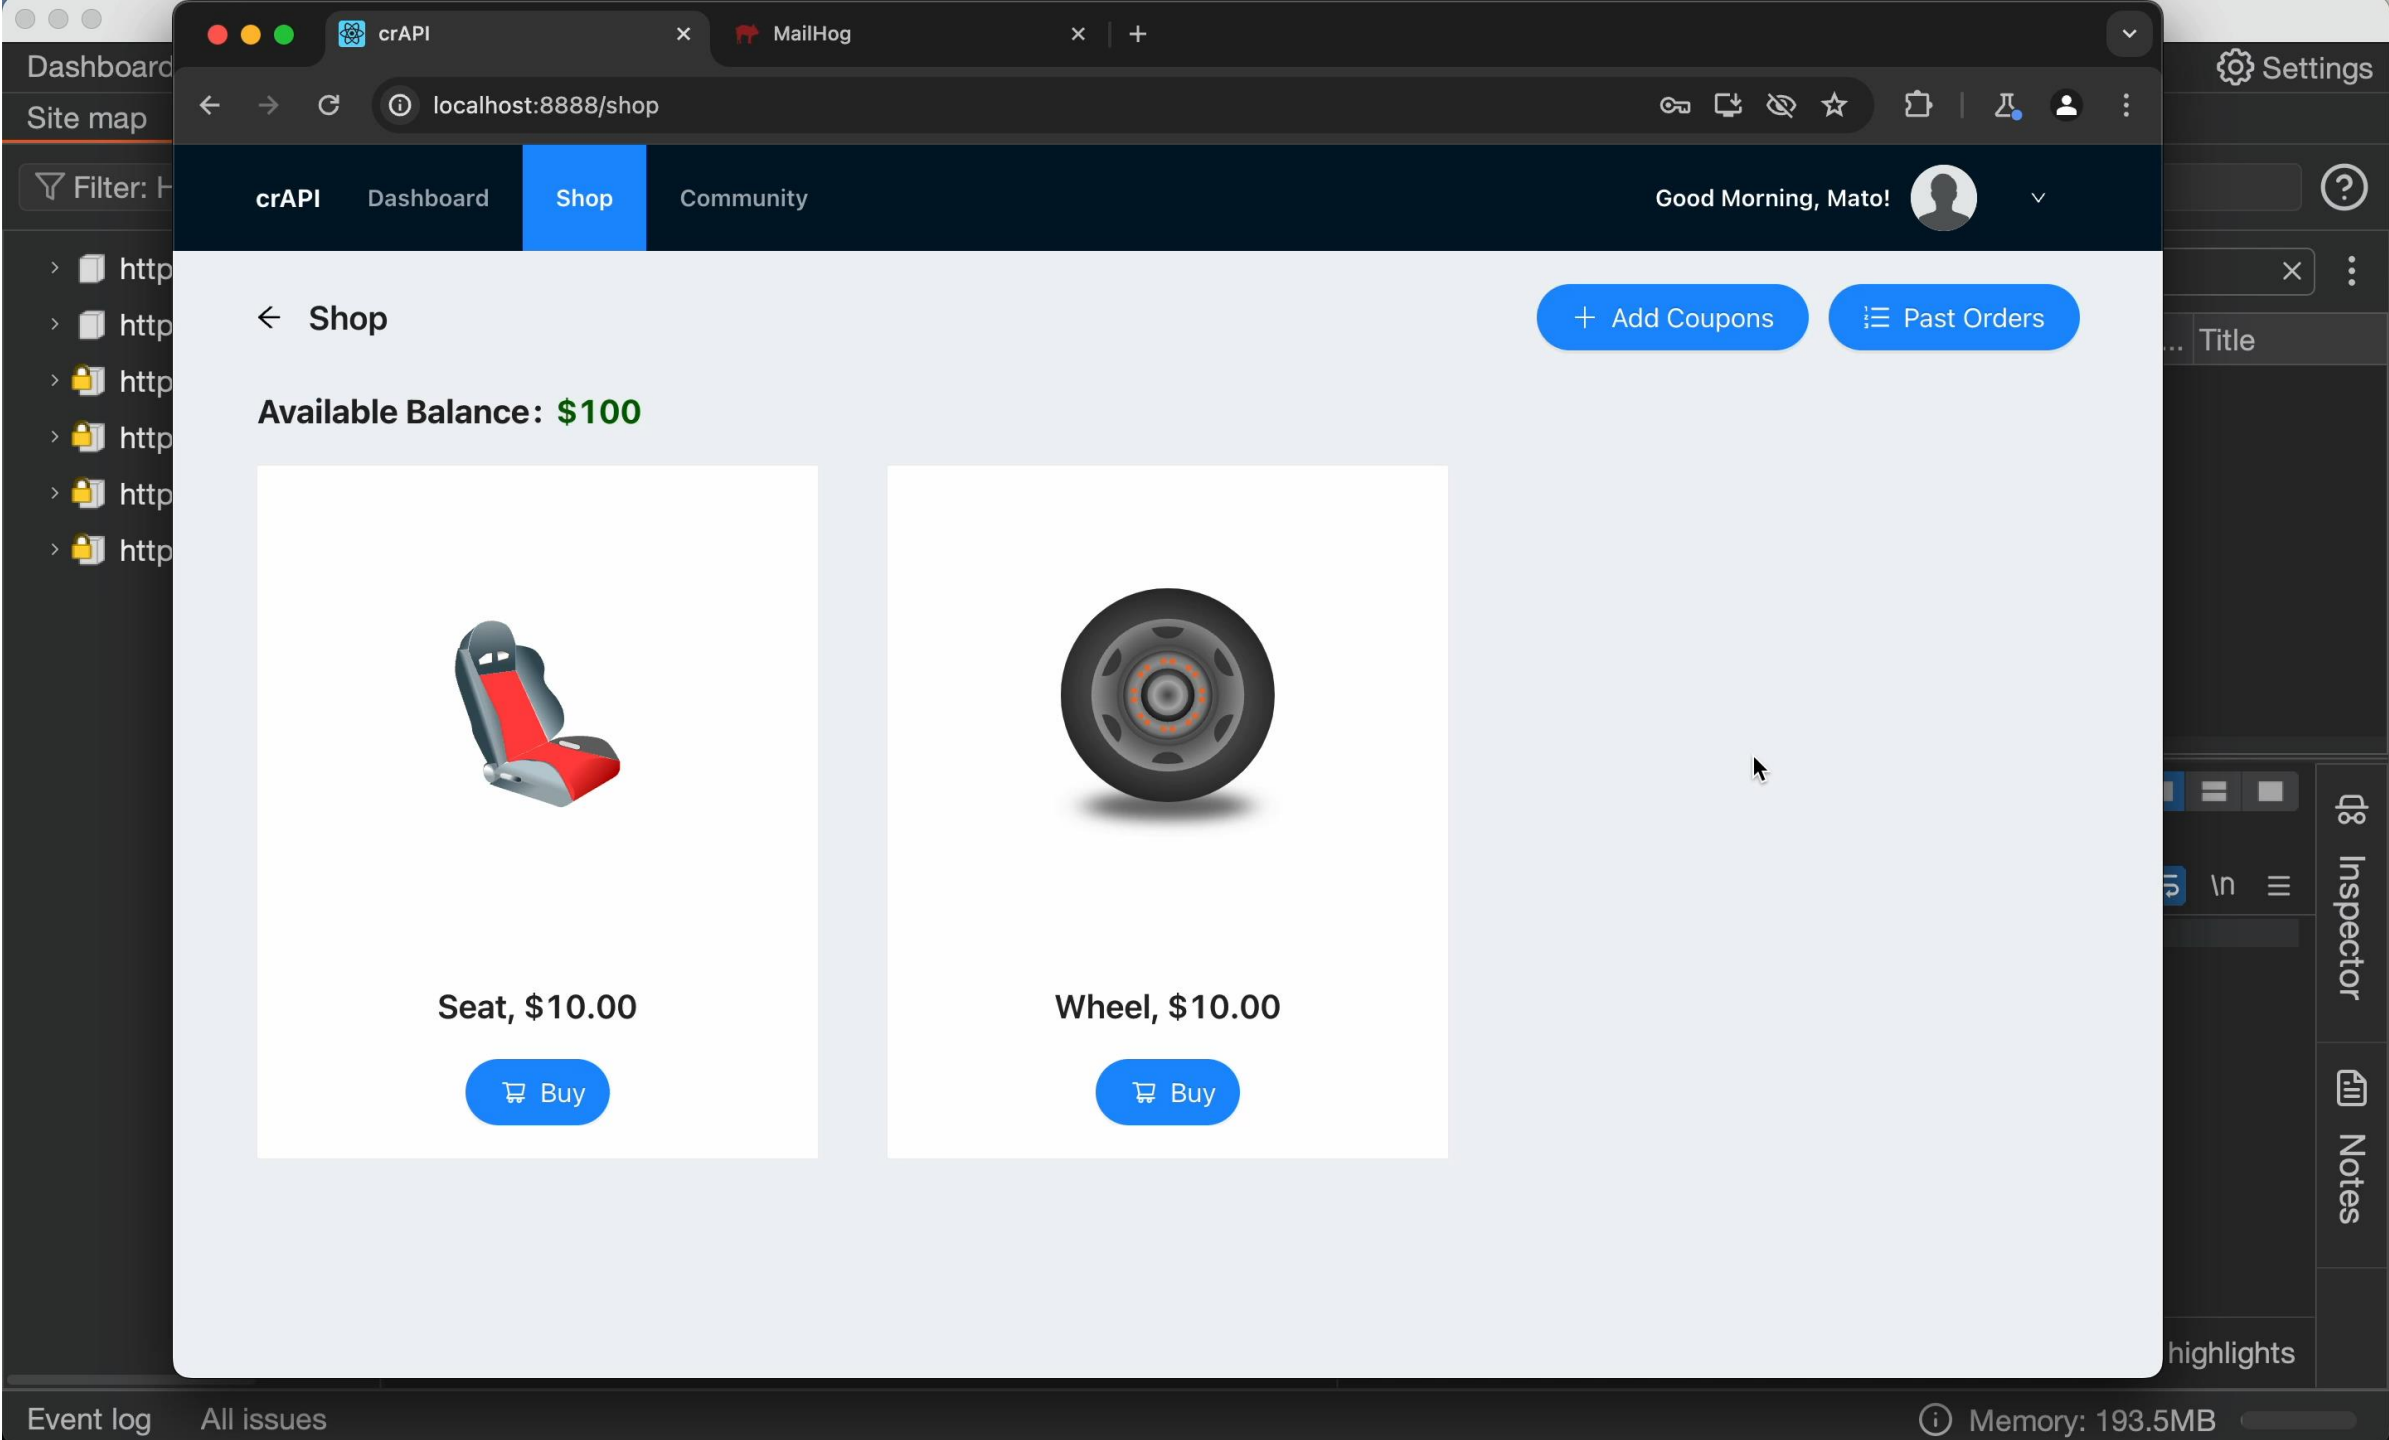 crAPI
MailHog
localhost:8888/shop
Dashboard
Settings
Site map
Filter: H
crAPI
Dashboard
Shop
Community
Good Morning, Mato!
http
http
http
http
http
http
Shop
+ Add Coupons
Past Orders
... Title
Available Balance: $100
Seat, $10.00
Buy
Wheel, $10.00
Buy
\n
Inspector
Notes
highlights
Event log
All issues
Memory: 193.5MB